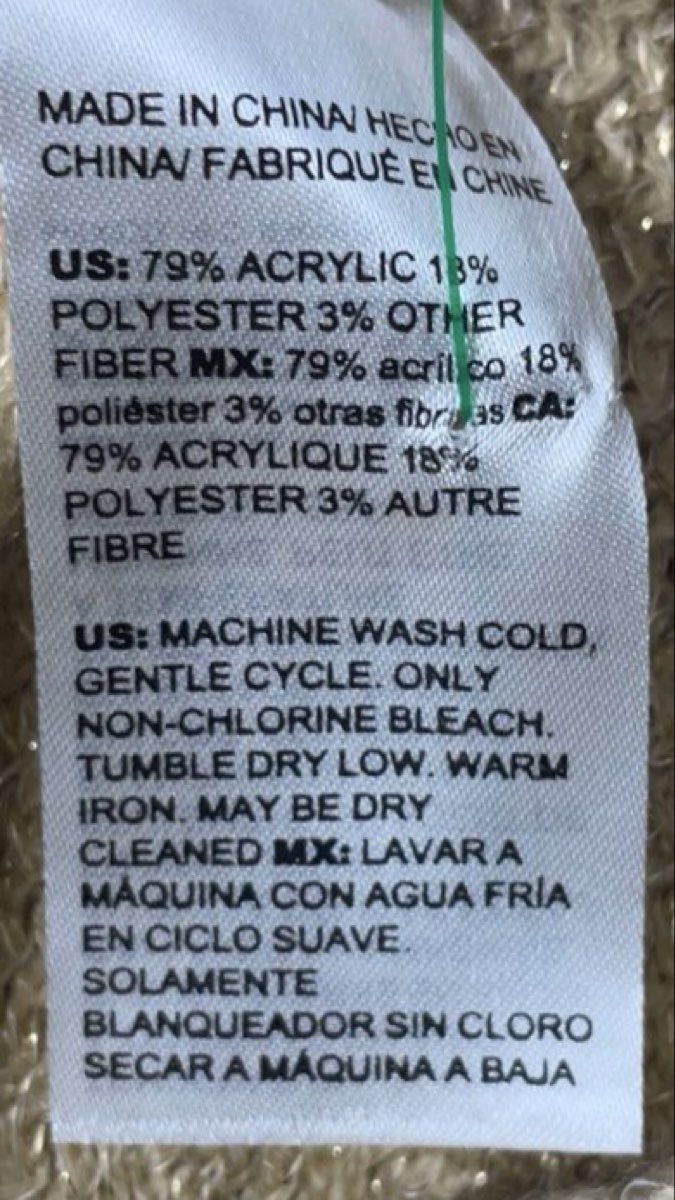 MADE IN CHINA/ HECHO EN
CHINA/ FABRIQUÉ EN CHINE
US: 79% ACRYLIC 18%
POLYESTER 3% OTHER
FIBER MX: 79% acrílico 18%
poliéster 3% otras fibras CA:
79% ACRYLIQUE 18%
POLYESTER 3% AUTRE
FIBRE
US: MACHINE WASH COLD,
GENTLE CYCLE. ONLY
NON-CHLORINE BLEACH.
TUMBLE DRY LOW. WARM
IRON. MAY BE DRY
CLEANED MX: LAVAR A
MÁQUINA CON AGUA FRÍA
EN CICLO SUAVE.
SOLAMENTE
BLANQUEADOR SIN CLORO
SECAR A MÁQUINA A BAJA